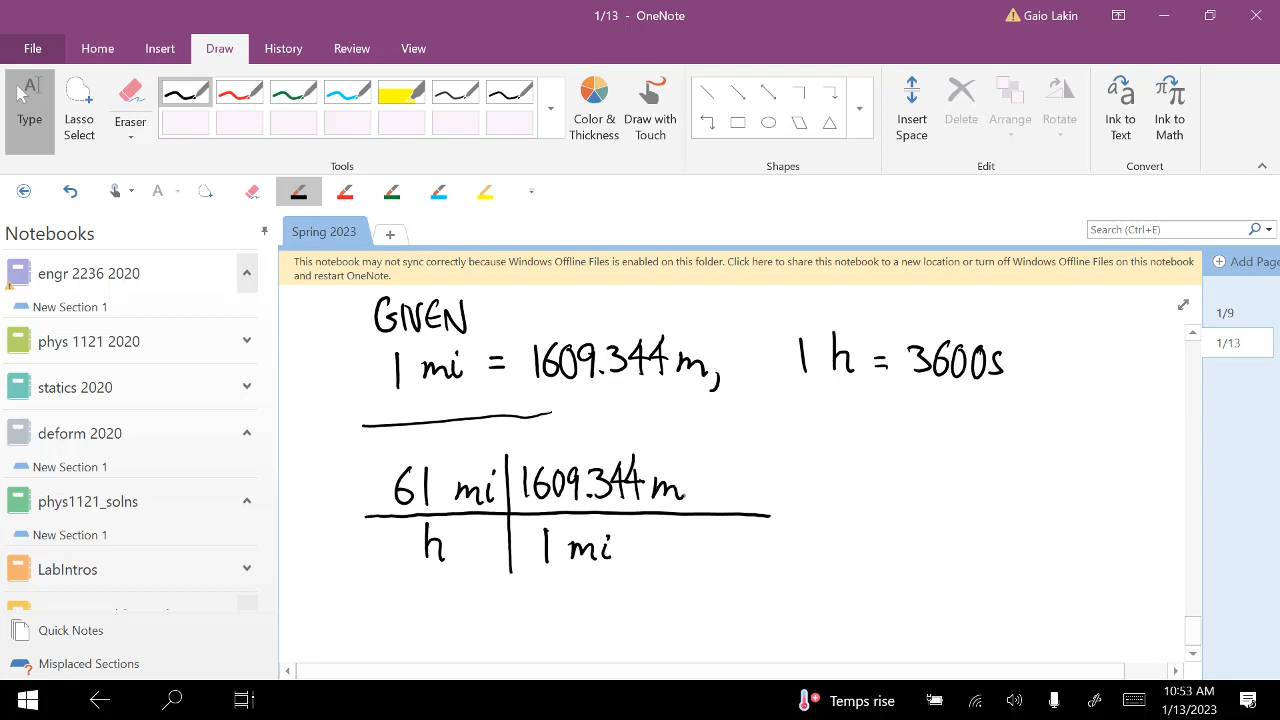 1/13 - OneNote
Gaio Lakin
File Home Insert Draw History Review View
Type
Lasso Select
Eraser
Color & Thickness
Draw with Touch
Insert Space
Delete
Arrange
Rotate
Ink to Text
Ink to Math
Tools
Shapes
Edit
Convert
Notebooks
Spring 2023
Search (Ctrl+E)
This notebook may not sync correctly because Windows Offline Files is enabled on this folder. Click here to share this notebook to a new location or turn off Windows Offline Files on this notebook
and restart OneNote.
Add Page
engr 2236 2020
New Section 1
phys 1121 2020
statics 2020
deform 2020
New Section 1
phys1121_solns
New Section 1
LabIntros
Quick Notes
Misplaced Sections
GIVEN
1 mi = 1609.344 m, 1 h = 3600s
61 mi 1609.344 m
h 1 mi
1/9
1/13
Temps rise
10:53 AM
1/13/2023